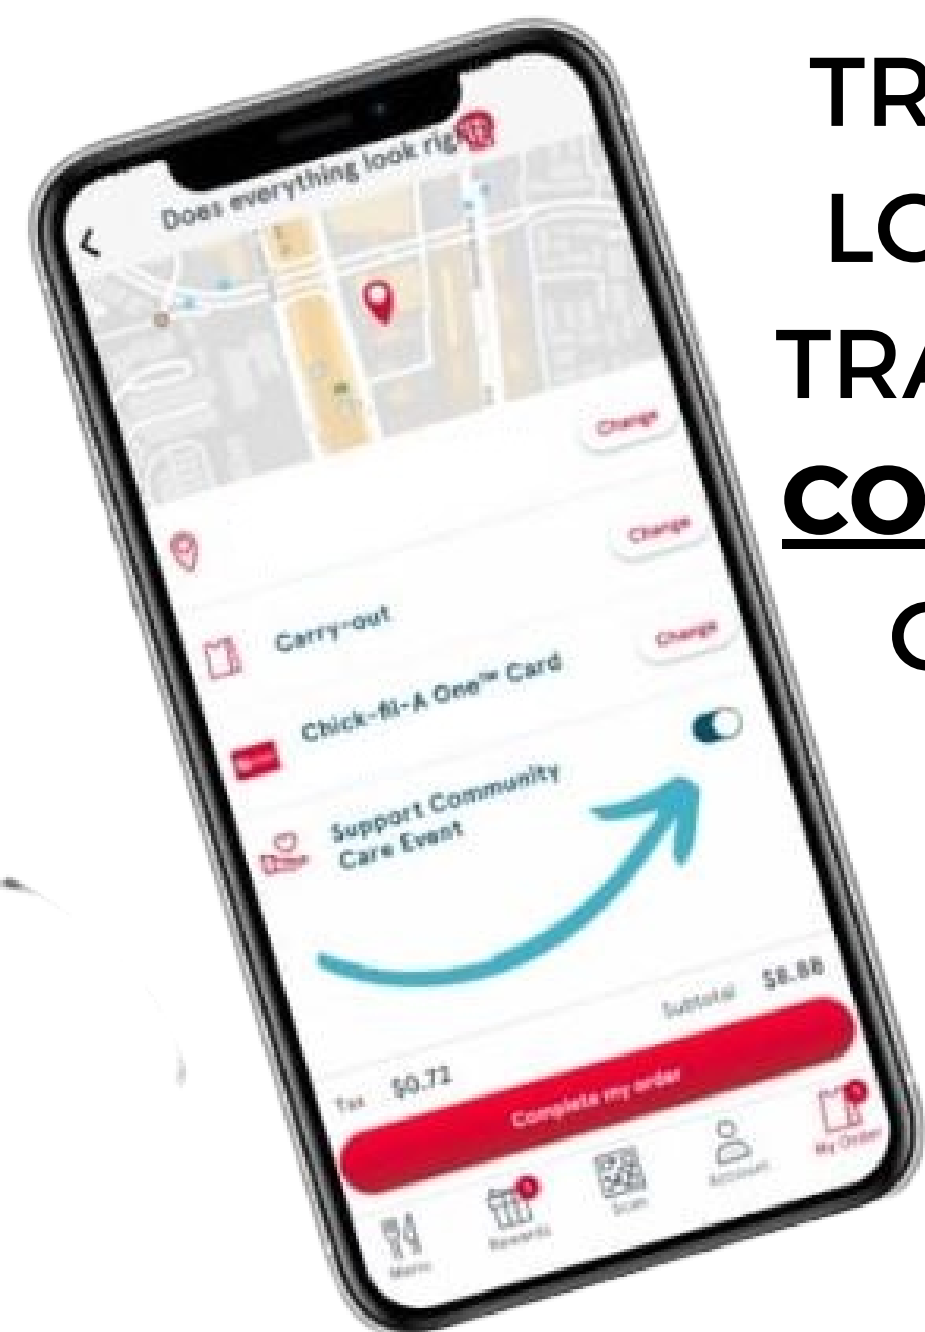 Does everything look rig
Change
Change
Carry-out
Change
Chick-fil-A One™ Card
Support Community
Care Event
Subtotal $8.88
Tax $0.72
Complete my order
Menu
Rewards
Scan
Account
My Order
TR
LO
TRA
CO